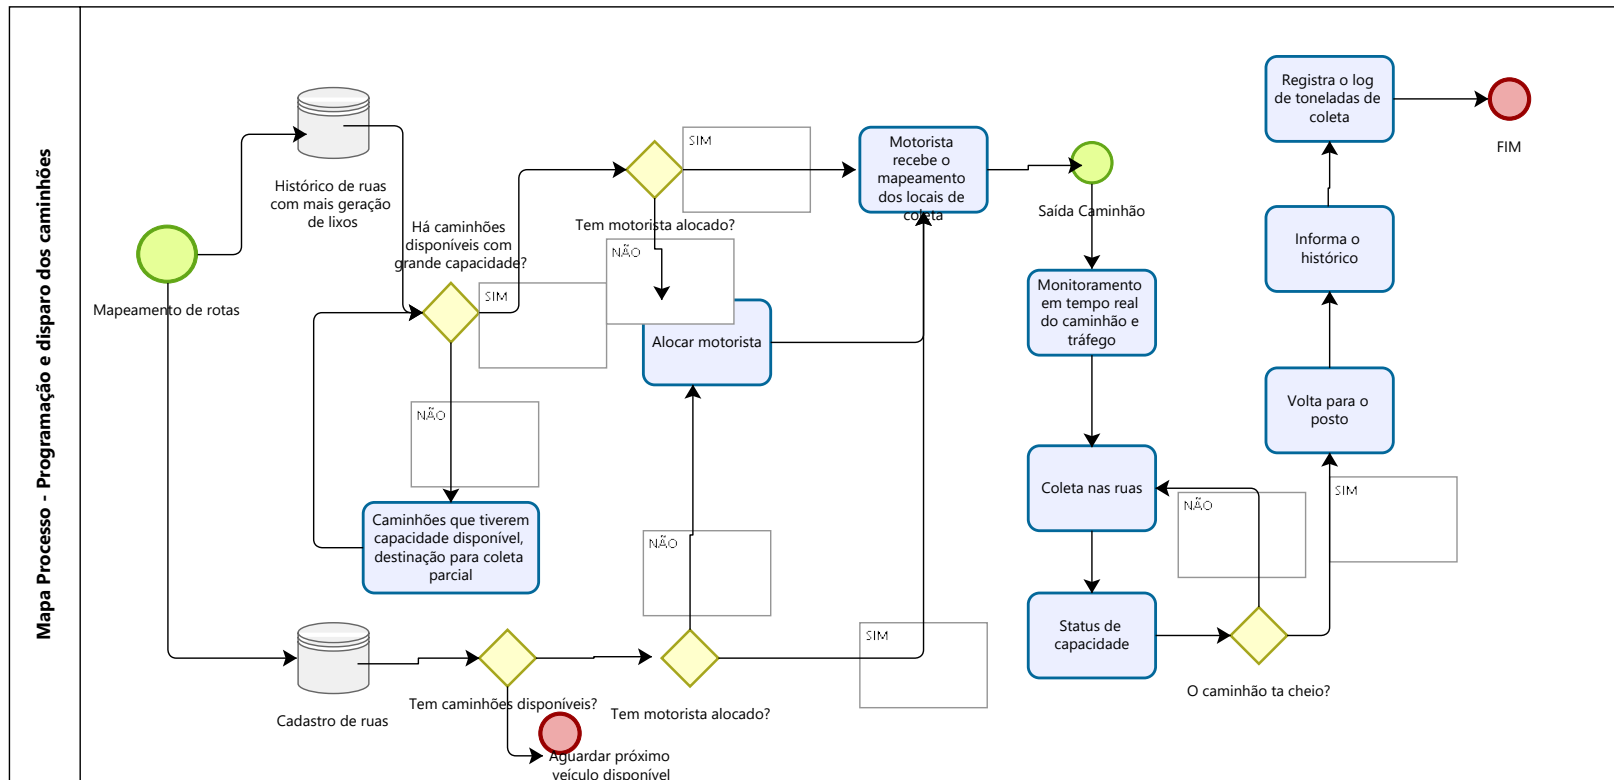 Mapa Processo - Programação e disparo dos caminhões
Mapeamento de rotas
Histórico de ruas
com mais geração
de lixos
Há caminhões
disponíveis com
grande capacidade?
SIM
NÃO
Caminhões que tiverem
capacidade disponível,
destinação para coleta
parcial
Tem motorista alocado?
SIM
NÃO
Alocar motorista
Motorista
recebe o
mapeamento
dos locais de
coleta
Cadastro de ruas
Tem caminhões disponíveis?
Aguardar próximo
veículo disponível
Tem motorista alocado?
NÃO
SIM
Saída Caminhão
Monitoramento
em tempo real
do caminhão e
tráfego
Coleta nas ruas
Status de
capacidade
O caminhão ta cheio?
NÃO
SIM
Volta para o
posto
Informa o
histórico
Registra o log
de toneladas de
coleta
FIM